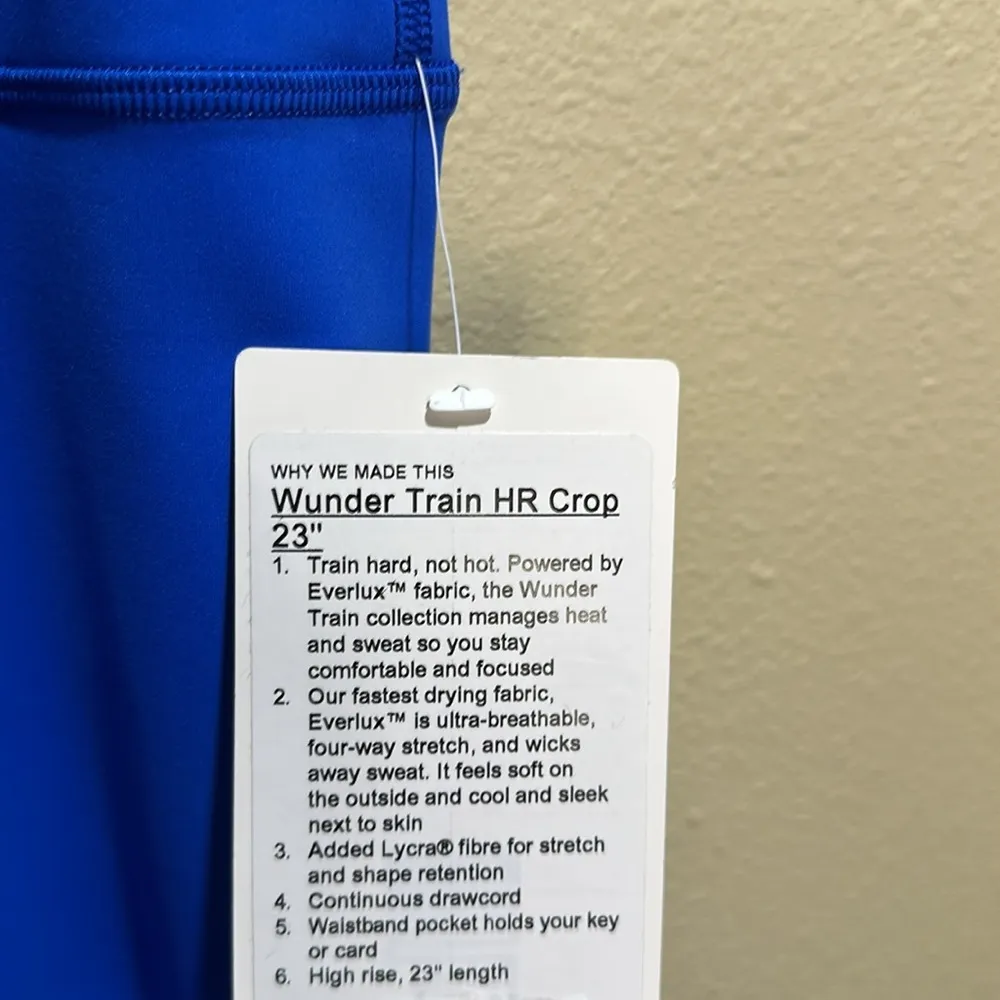 WHY WE MADE THIS
Wunder Train HR Crop
23"
1. Train hard, not hot. Powered by
Everlux™ fabric, the Wunder
Train collection manages heat
and sweat so you stay
comfortable and focused
2. Our fastest drying fabric,
Everlux™ is ultra-breathable,
four-way stretch, and wicks
away sweat. It feels soft on
the outside and cool and sleek
next to skin
3. Added Lycra® fibre for stretch
and shape retention
4. Continuous drawcord
5. Waistband pocket holds your key
or card
6. High rise, 23" length